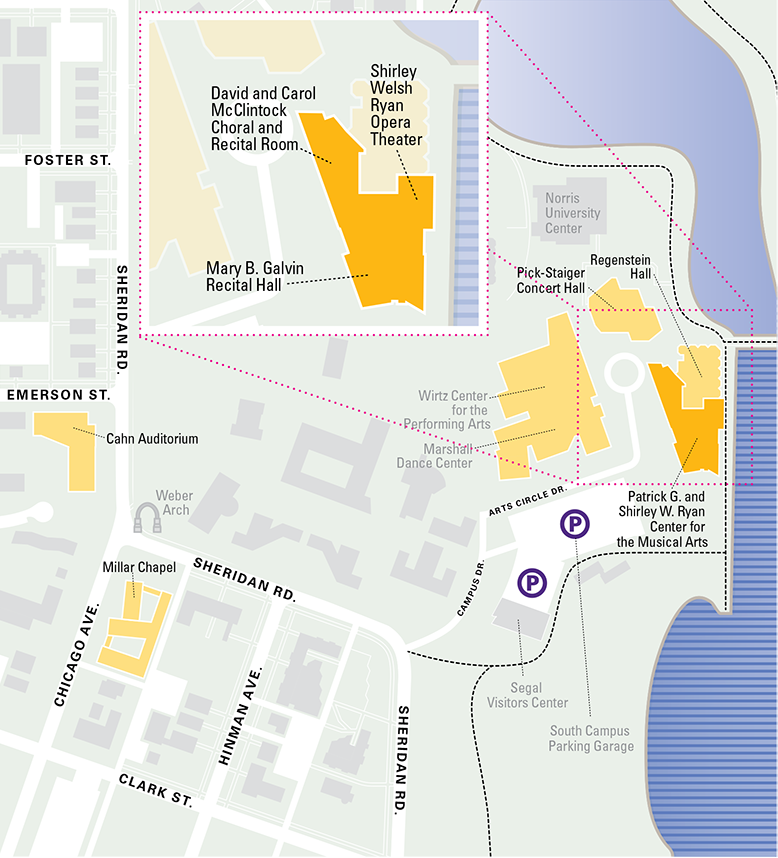 David and Carol
McClintock
Choral and
Recital Room
Shirley
Welsh
Ryan
Opera
Theater
Mary B. Galvin
Recital Hall
FOSTER ST.
SHERIDAN RD.
EMERSON ST.
Norris
University
Center
Regenstein
Hall
Pick-Staiger
Concert Hall
Wirtz Center
for the
Performing Arts
Marshall
Dance Center
Cahn Auditorium
Weber
Arch
ARTS CIRCLE DR.
Patrick G. and
Shirley W. Ryan
Center for
the Musical Arts
P
P
Millar Chapel
SHERIDAN RD.
CAMPUS DR.
CHICAGO AVE.
HINMAN AVE.
Segal
Visitors Center
South Campus
Parking Garage
SHERIDAN RD.
CLARK ST.